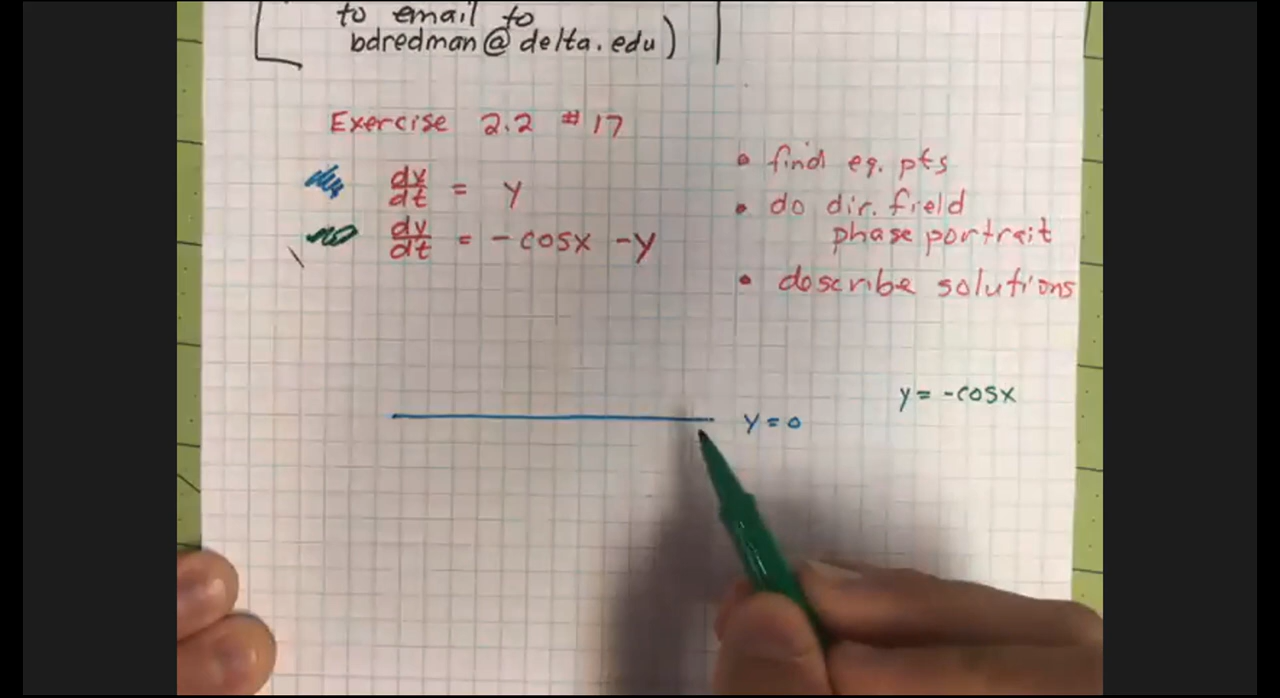 to email to
bdredman@delta.edu)
Exercise 2.2 #17
dx/dt = y
dy/dt = -cosx -y
• find eq. pts
• do dir. field
phase portrait
• describe solutions
y = -cosx
y = 0